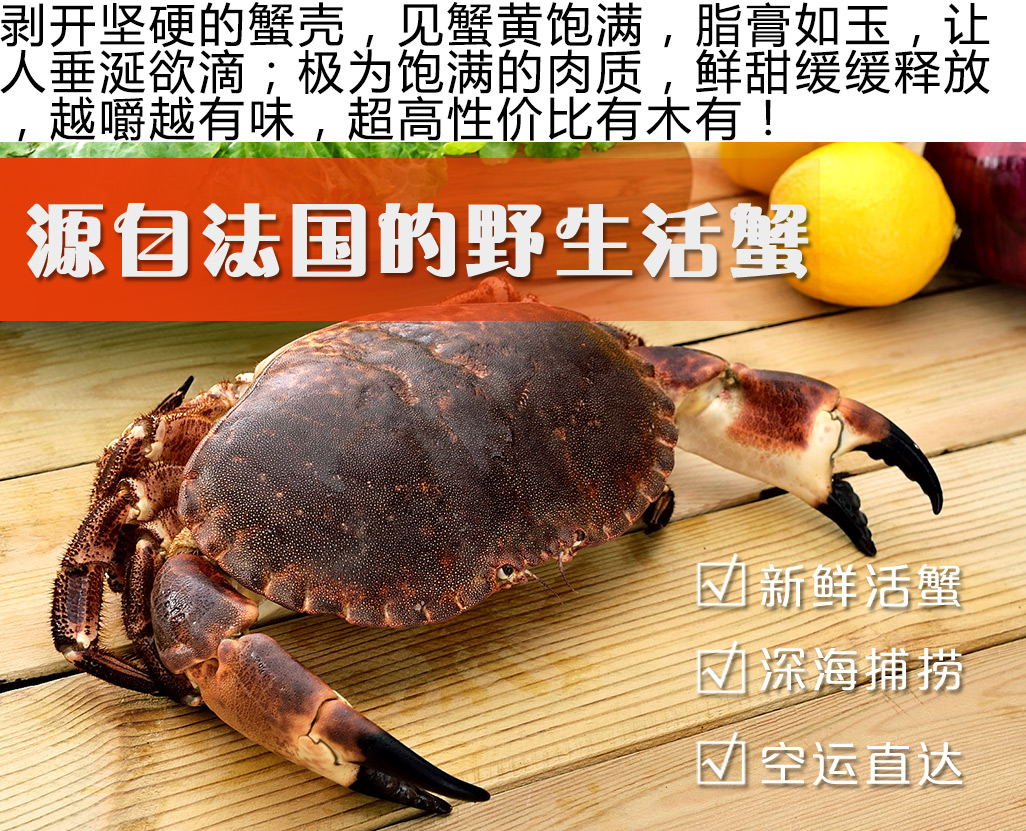 剥开坚硬的蟹壳，见蟹黄饱满，脂膏如玉，让
人垂涎欲滴；极为饱满的肉质，鲜甜缓缓释放
，越嚼越有味，超高性价比有木有！
源自法国的野生活蟹
新鲜活蟹
深海捕捞
空运直达